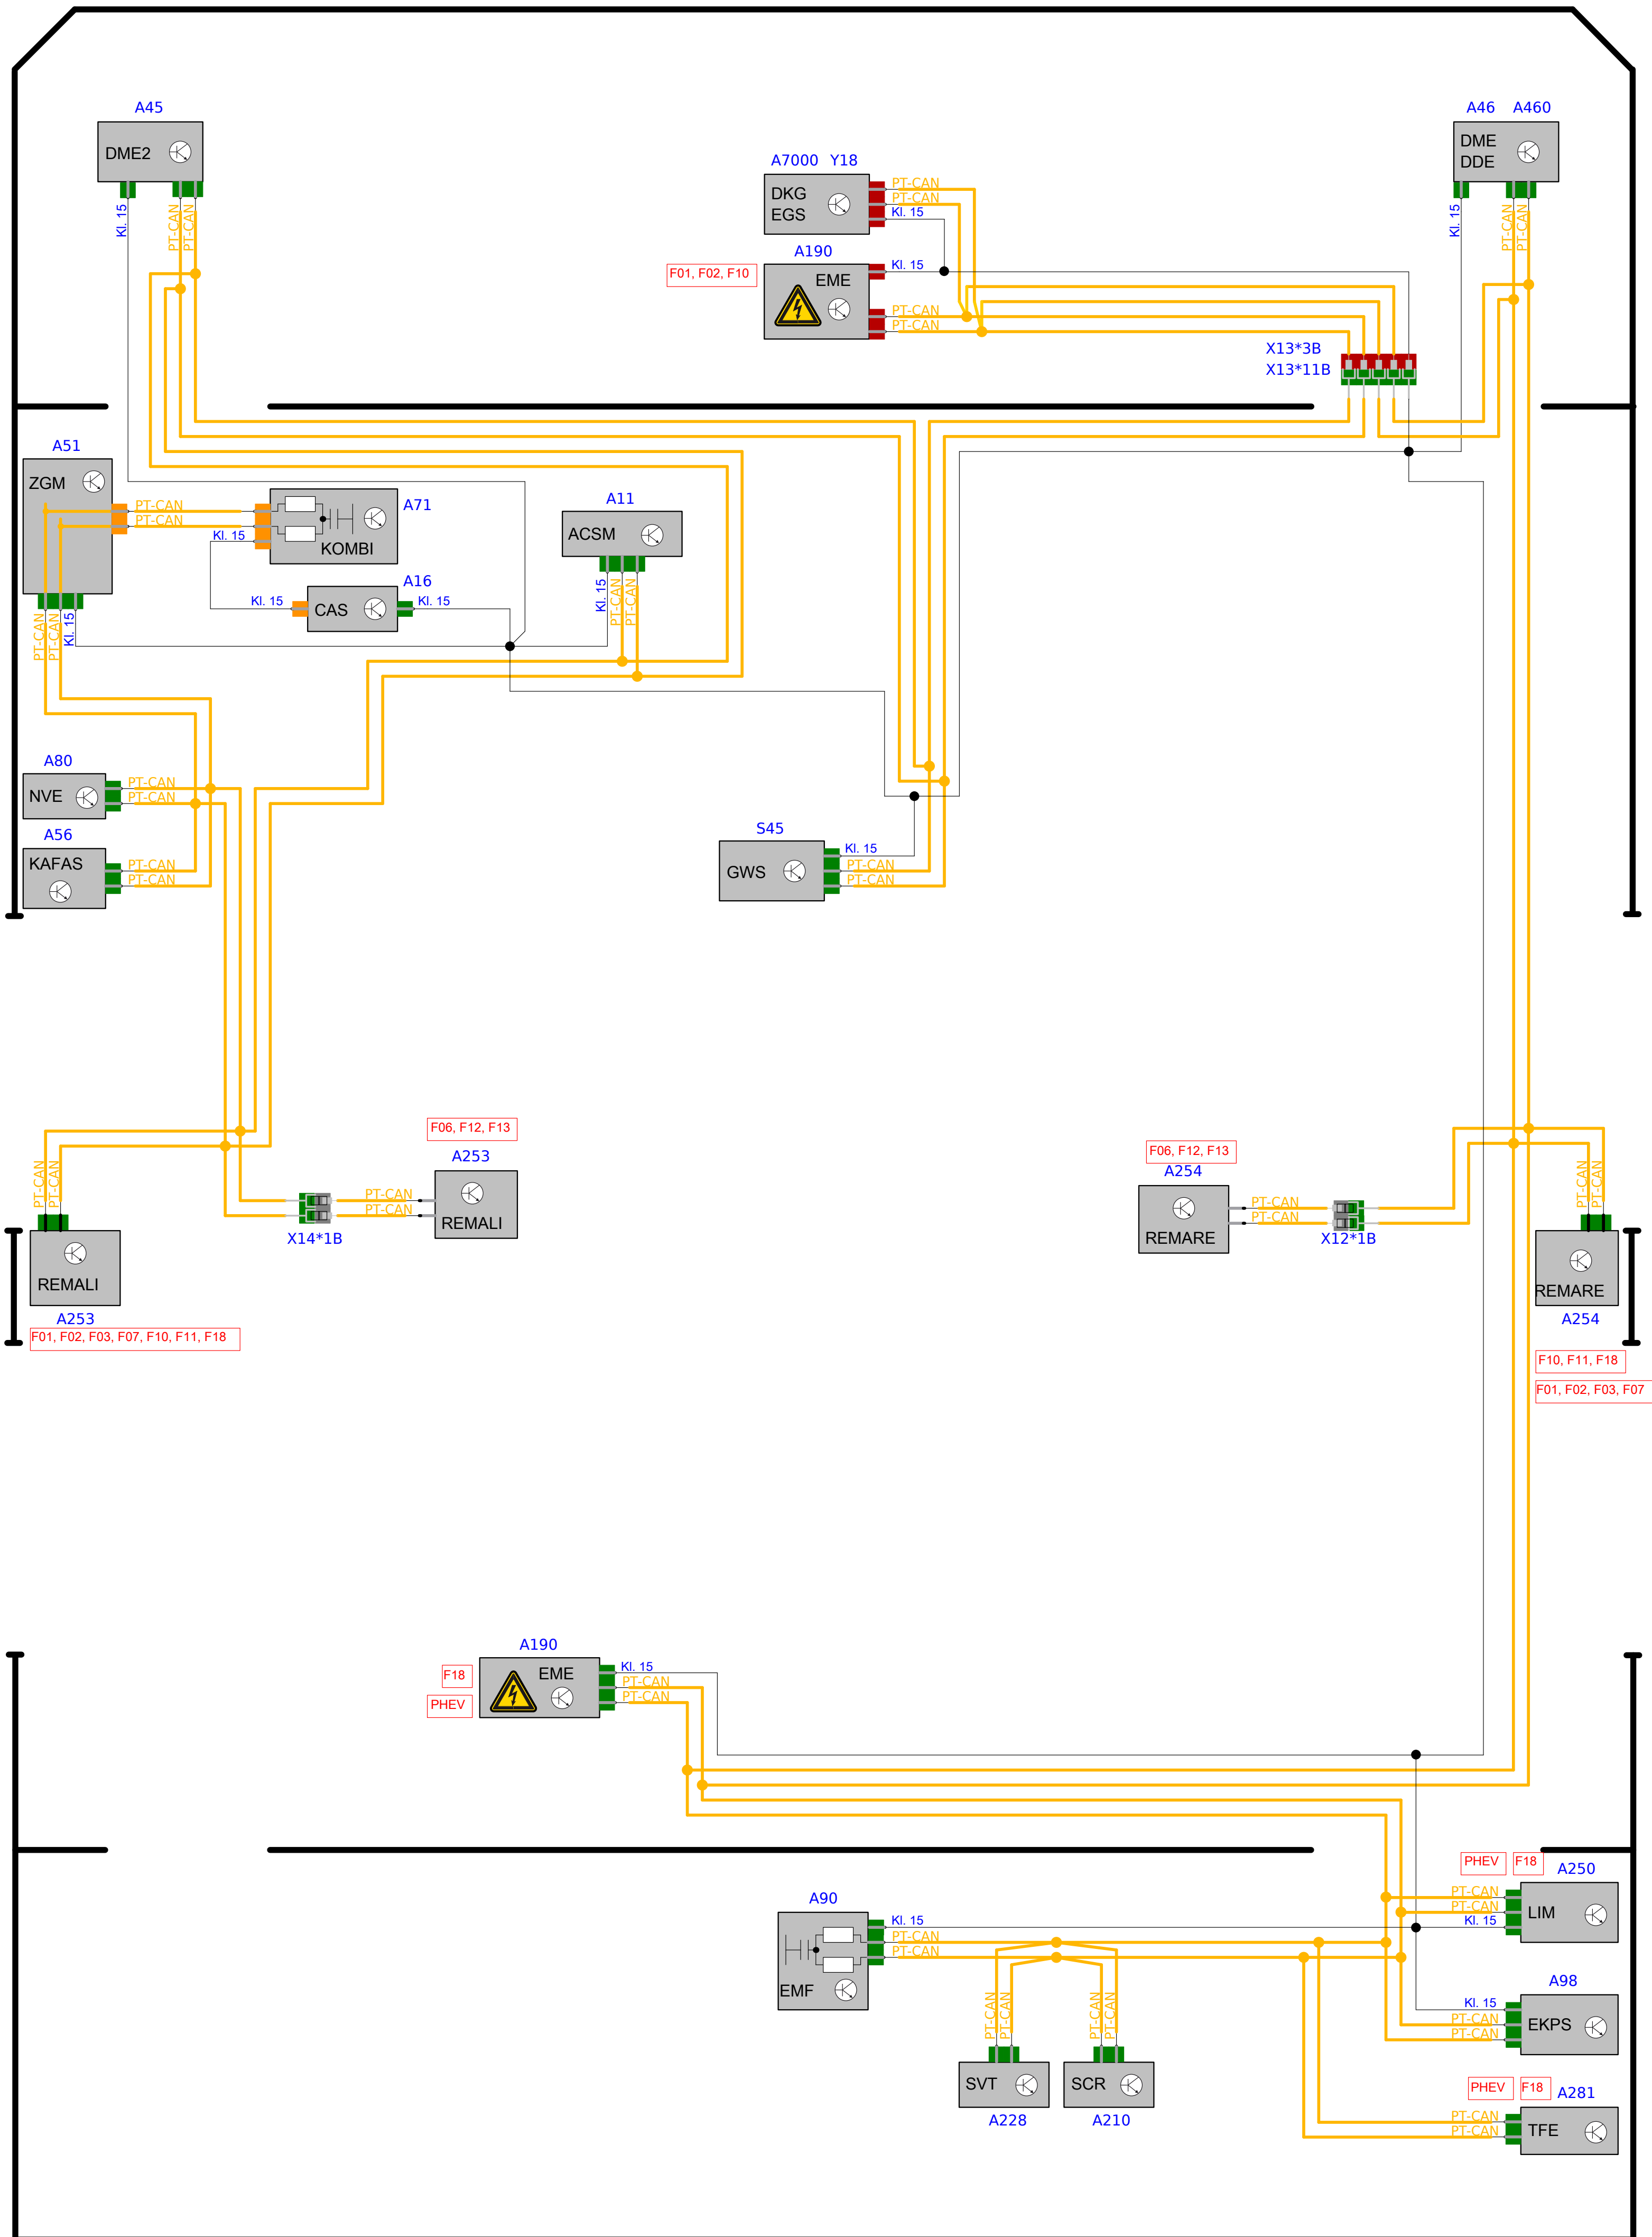 A45
DME2
Kl. 15
PT-CAN
PT-CAN
A7000 Y18
DKG
EGS
PT-CAN
PT-CAN
Kl. 15
A190
F01, F02, F10
EME
Kl. 15
PT-CAN
PT-CAN
A46 A460
DME
DDE
Kl. 15
PT-CAN
PT-CAN
X13*3B
X13*11B
A51
ZGM
PT-CAN
PT-CAN
Kl. 15
KOMBI
A71
A16
Kl. 15
CAS
Kl. 15
A11
ACSM
Kl. 15
PT-CAN
PT-CAN
PT-CAN
PT-CAN
Kl. 15
A80
NVE
PT-CAN
PT-CAN
A56
KAFAS
PT-CAN
PT-CAN
S45
GWS
Kl. 15
PT-CAN
PT-CAN
F06, F12, F13
A253
REMALI
PT-CAN
PT-CAN
X14*1B
PT-CAN
PT-CAN
REMALI
A253
F01, F02, F03, F07, F10, F11, F18
F06, F12, F13
A254
REMARE
PT-CAN
PT-CAN
X12*1B
PT-CAN
PT-CAN
REMARE
A254
F10, F11, F18
F01, F02, F03, F07
A190
F18
PHEV
EME
Kl. 15
PT-CAN
PT-CAN
PHEV
F18
A250
PT-CAN
PT-CAN
Kl. 15
LIM
A90
EMF
Kl. 15
PT-CAN
PT-CAN
A98
Kl. 15
PT-CAN
PT-CAN
EKPS
PT-CAN
PT-CAN
SVT
A228
PT-CAN
PT-CAN
SCR
A210
PHEV
F18
A281
PT-CAN
PT-CAN
TFE